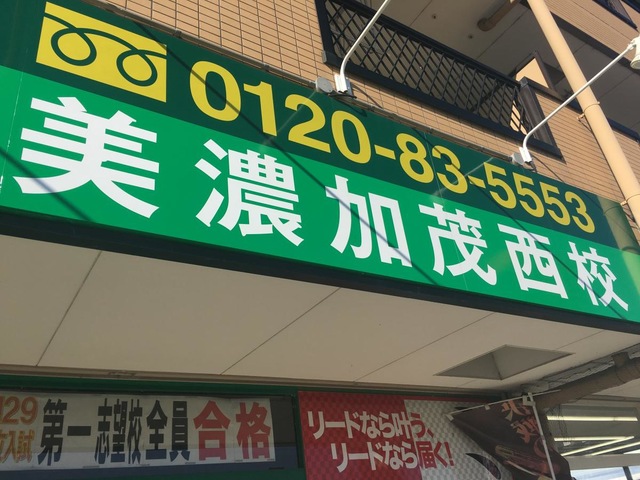 0120-83-5553
美濃加茂西校
第一志望校全員合格
リードなら叶う、
リードなら届く!